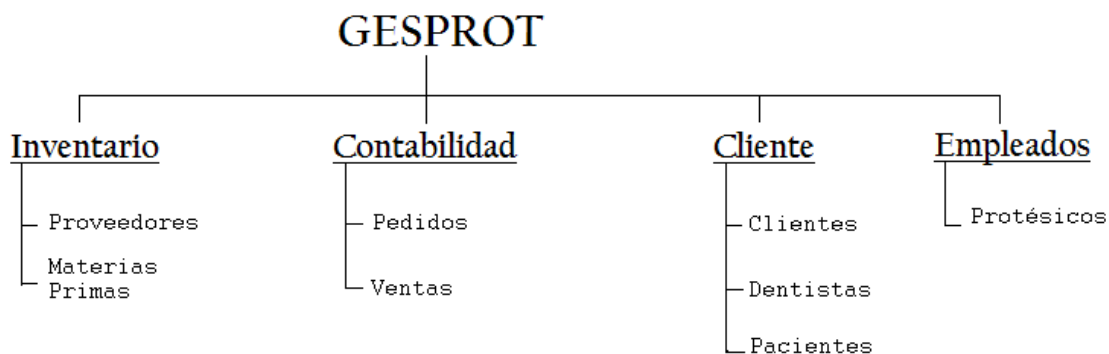 GESPROT
Inventario
Proveedores
Materias
Primas
Contabilidad
Pedidos
Ventas
Cliente
Clientes
Dentistas
Pacientes
Empleados
Protésicos